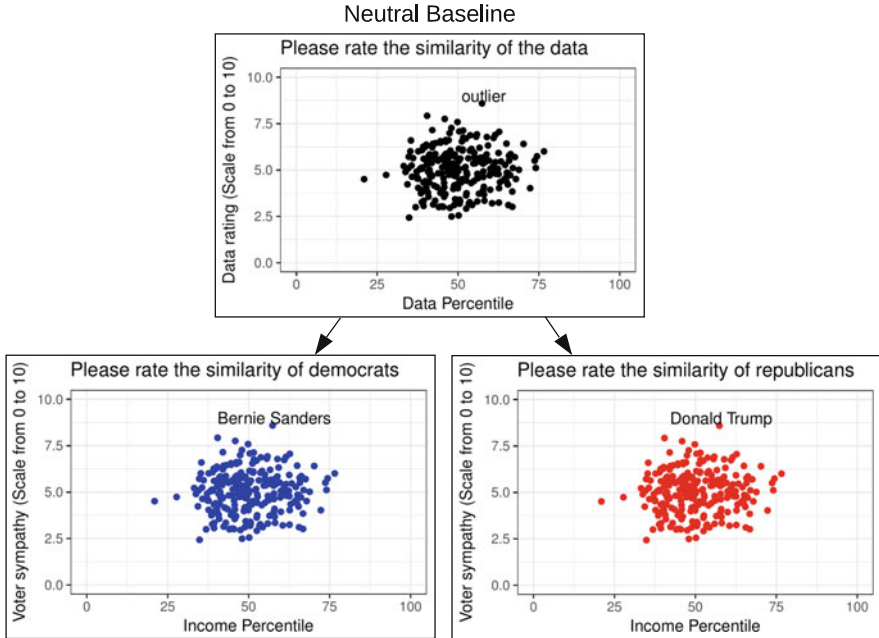 Neutral Baseline
Please rate the similarity of the data
Data rating (Scale from 0 to 10)
10.0
7.5
5.0
2.5
0.0
outlier
0 25 50 75 100
Data Percentile
Please rate the similarity of democrats
Voter sympathy (Scale from 0 to 10)
10.0
7.5
5.0
2.5
0.0
Bernie Sanders
0 25 50 75 100
Income Percentile
Please rate the similarity of republicans
Voter sympathy (Scale from 0 to 10)
10.0
7.5
5.0
2.5
0.0
Donald Trump
0 25 50 75 100
Income Percentile